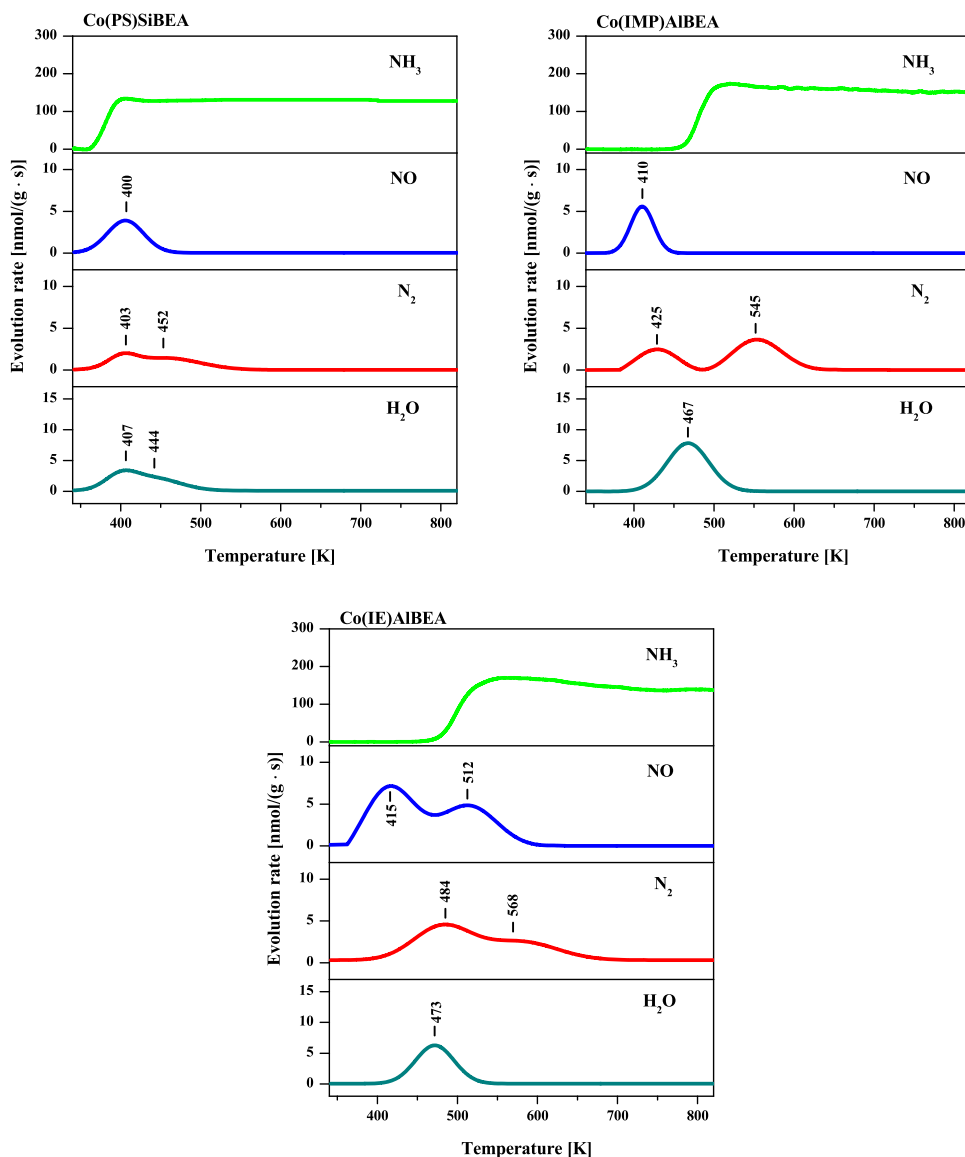 Co(PS)SiBEA
Evolution rate [nmol/(g · s)]
300
200
100
0
NH3
10
5
0
NO
400
10
5
0
N2
403
452
15
10
5
0
H2O
407
444
400 500 600 700 800
Temperature [K]
Co(IMP)AlBEA
Evolution rate [nmol/(g · s)]
300
200
100
0
NH3
10
5
0
NO
410
10
5
0
N2
425
545
15
10
5
0
H2O
467
400 500 600 700 800
Temperature [K]
Co(IE)AlBEA
Evolution rate [nmol/(g · s)]
300
200
100
0
NH3
10
5
0
NO
415
512
10
5
0
N2
484
568
15
10
5
0
H2O
473
400 500 600 700 800
Temperature [K]